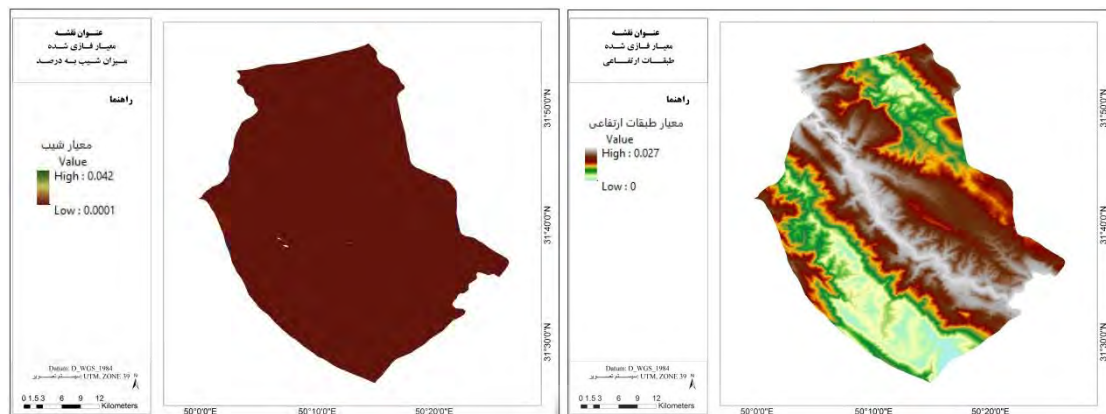 عنوان نقشه
معیار فازی شده
میزان شیب به درصد
راهنما
معیار شیب
Value
High : 0.042
Low : 0.0001
Datum: D_WGS_1984
UTM, ZONE 39 سیستم تصویر
N
0 1.5 3 6 9 12
Kilometers
50°0'0"E 50°10'0"E 50°20'0"E
31°50'0"N
31°40'0"N
31°30'0"N
عنوان نقشه
معیار فازی شده
طبقات ارتفاعی
راهنما
معیار طبقات ارتفاعی
Value
High : 0.027
Low : 0
Datum: D_WGS_1984
UTM, ZONE 39 سیستم تصویر
N
0 1.5 3 6 9 12
Kilometers
50°0'0"E 50°10'0"E 50°20'0"E
31°50'0"N
31°40'0"N
31°30'0"N